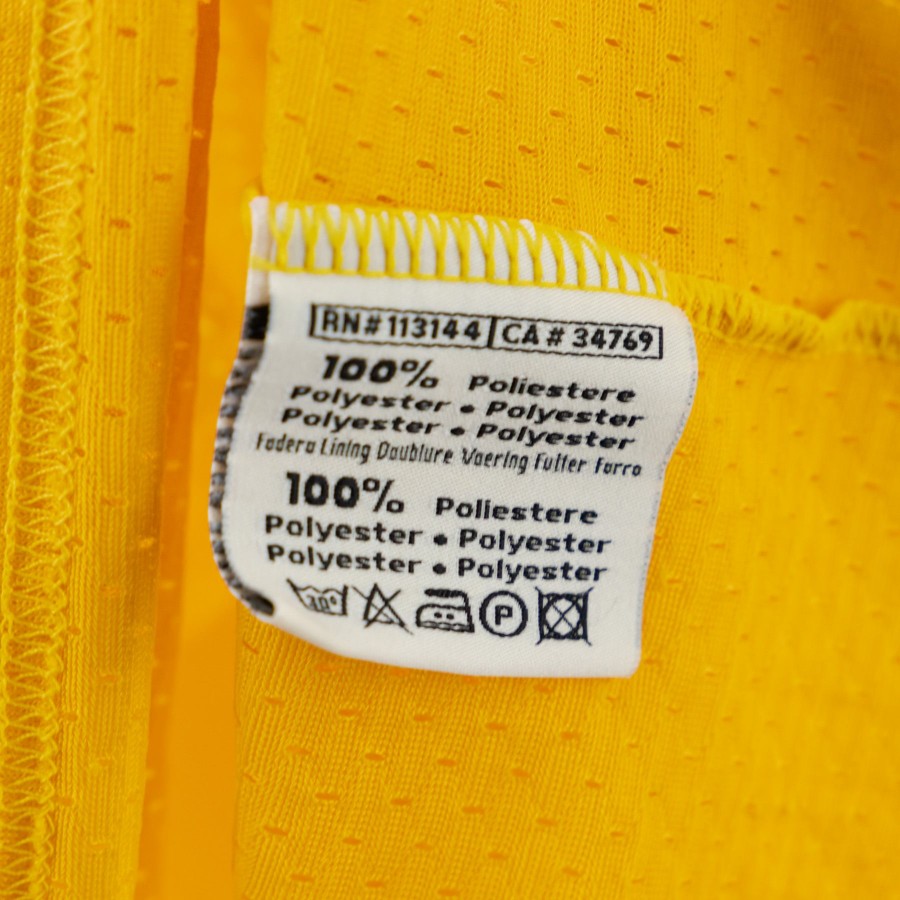 RN#113144 CA # 34769
100% Poliestere
Polyester • Polyester
Polyester • Polyester
Fodera Lining Doublure Voering Futter Forro
100% Poliestere
Polyester • Polyester
Polyester • Polyester
30°
P